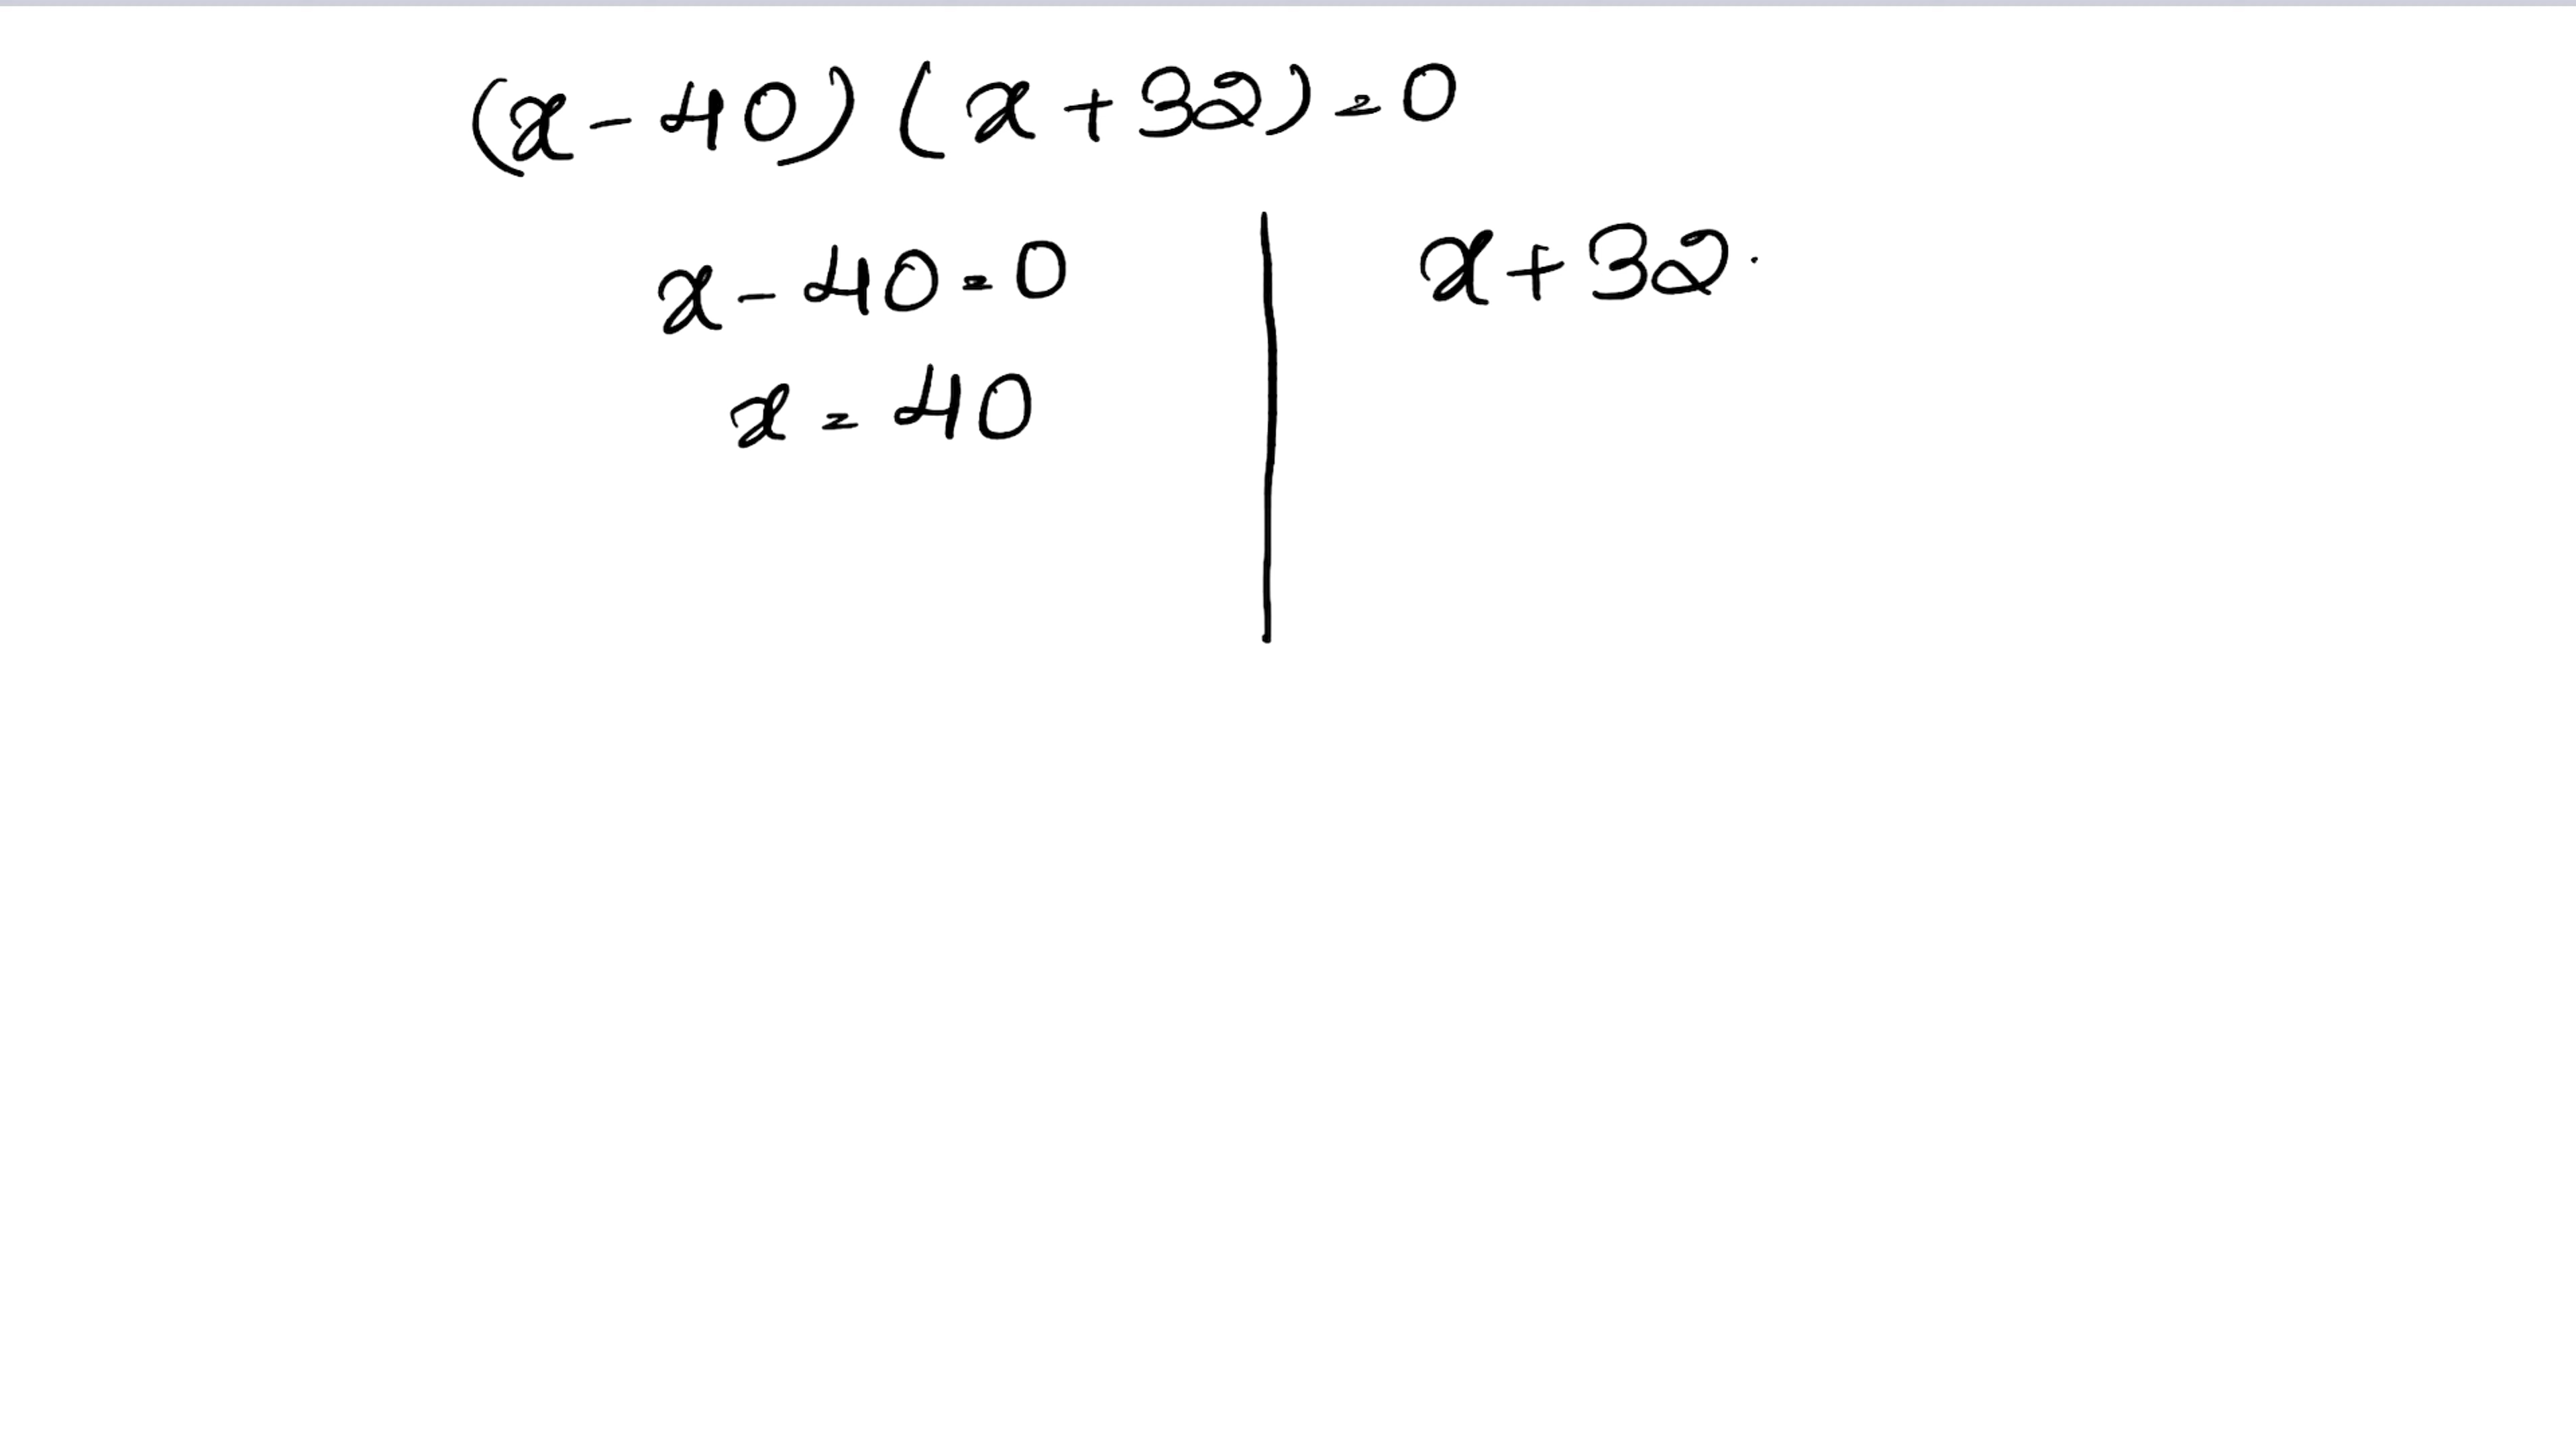 (x - 40) (x + 32) = 0
x - 40 = 0
x = 40
x + 32